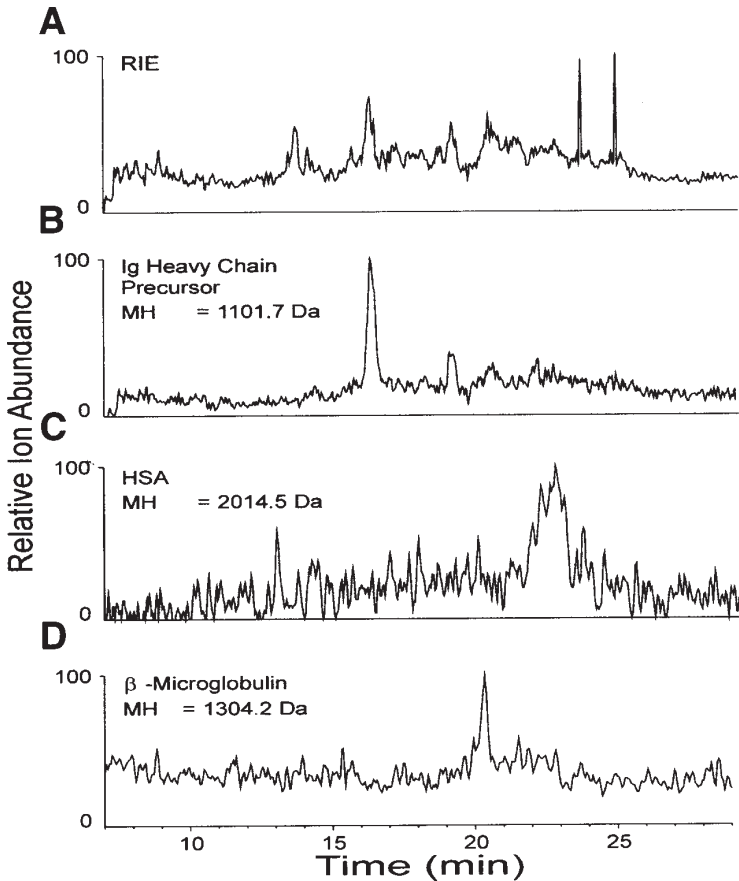 A
100
RIE
0
B
100
Ig Heavy Chain
Precursor
MH = 1101.7 Da
0
C
100
HSA
MH = 2014.5 Da
0
D
100
β -Microglobulin
MH = 1304.2 Da
0
10 15 20 25
Time (min)
Relative Ion Abundance